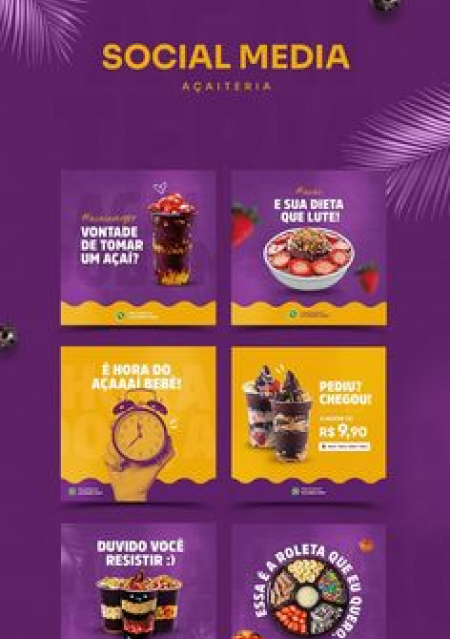 SOCIAL MEDIA
AÇAITERIA
VONTADE
DE TOMAR
UM AÇAÍ?
E SUA DIETA
QUE LUTE!
É HORA DO
AÇAAAÍ BEBÊ!
PEDIU?
CHEGOU!
R$ 9,90
DUVIDO VOCÊ
RESISTIR :)
ESSA É A ROLETA QUE EU QUERO